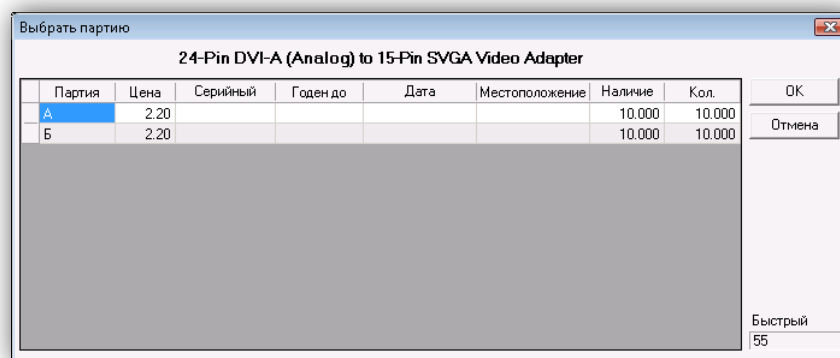 Выбрать партию
24-Pin DVI-A (Analog) to 15-Pin SVGA Video Adapter
Партия Цена Серийный Годен до Дата Местоположение Наличие Кол.
А 2.20 10.000 10.000
Б 2.20 10.000 10.000
OK
Отмена
Быстрый
55